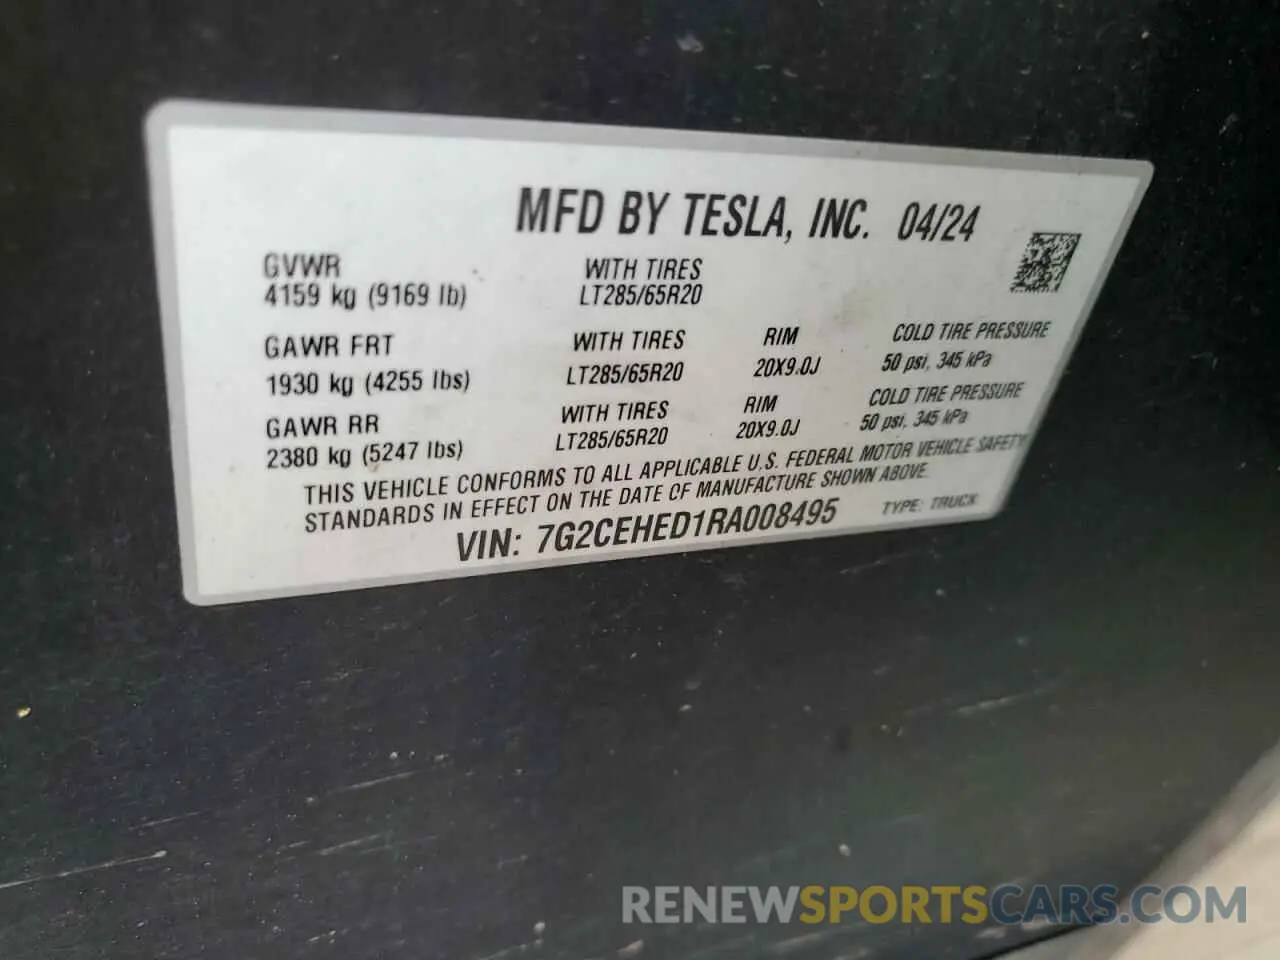 MFD BY TESLA, INC. 04/24
GVWR WITH TIRES
4159 kg (9169 lb) LT285/65R20
GAWR FRT WITH TIRES RIM COLD TIRE PRESSURE
1930 kg (4255 lbs) LT285/65R20 20X9.0J 50 psi, 345 kPa
GAWR RR WITH TIRES RIM COLD TIRE PRESSURE
2380 kg (5247 lbs) LT285/65R20 20X9.0J 50 psi, 345 kPa
THIS VEHICLE CONFORMS TO ALL APPLICABLE U.S. FEDERAL MOTOR VEHICLE SAFETY
STANDARDS IN EFFECT ON THE DATE OF MANUFACTURE SHOWN ABOVE.
VIN: 7G2CEHED1RA008495 TYPE: TRUCK
RENEWSPORTSCARS.COM